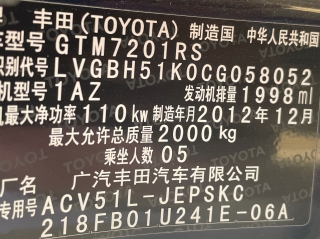 丰田(TOYOTA) 制造国 中华人民共和国
车型号 GTM7201RS
识别代号 LVGBH51K0CG058052
机型号 1AZ 发动机排量 1998ml
机最大净功率 110kw 制造年月 2012年12月
最大允许总质量 2000kg
乘坐人数 05
广汽丰田汽车有限公司
专用号 ACV51L-JEPSKC
218FB01U241E-06A